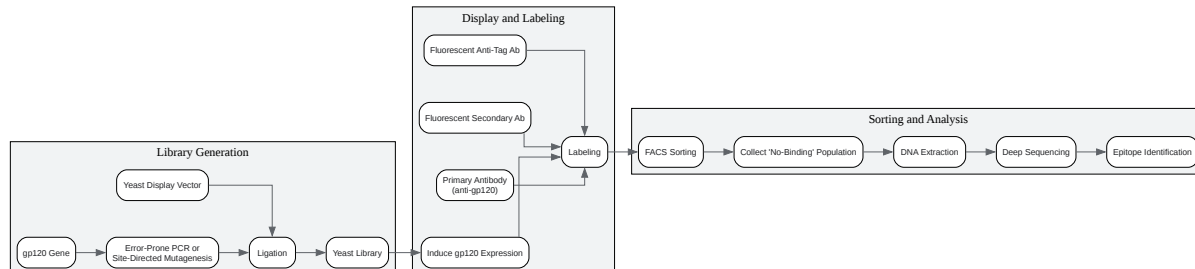 Library Generation
Yeast Display Vector
gp120 Gene
Error-Prone PCR or
Site-Directed Mutagenesis
Ligation
Yeast Library
Display and Labeling
Fluorescent Anti-Tag Ab
Fluorescent Secondary Ab
Primary Antibody
(anti-gp120)
Induce gp120 Expression
Labeling
Sorting and Analysis
FACS Sorting
Collect 'No-Binding' Population
DNA Extraction
Deep Sequencing
Epitope Identification